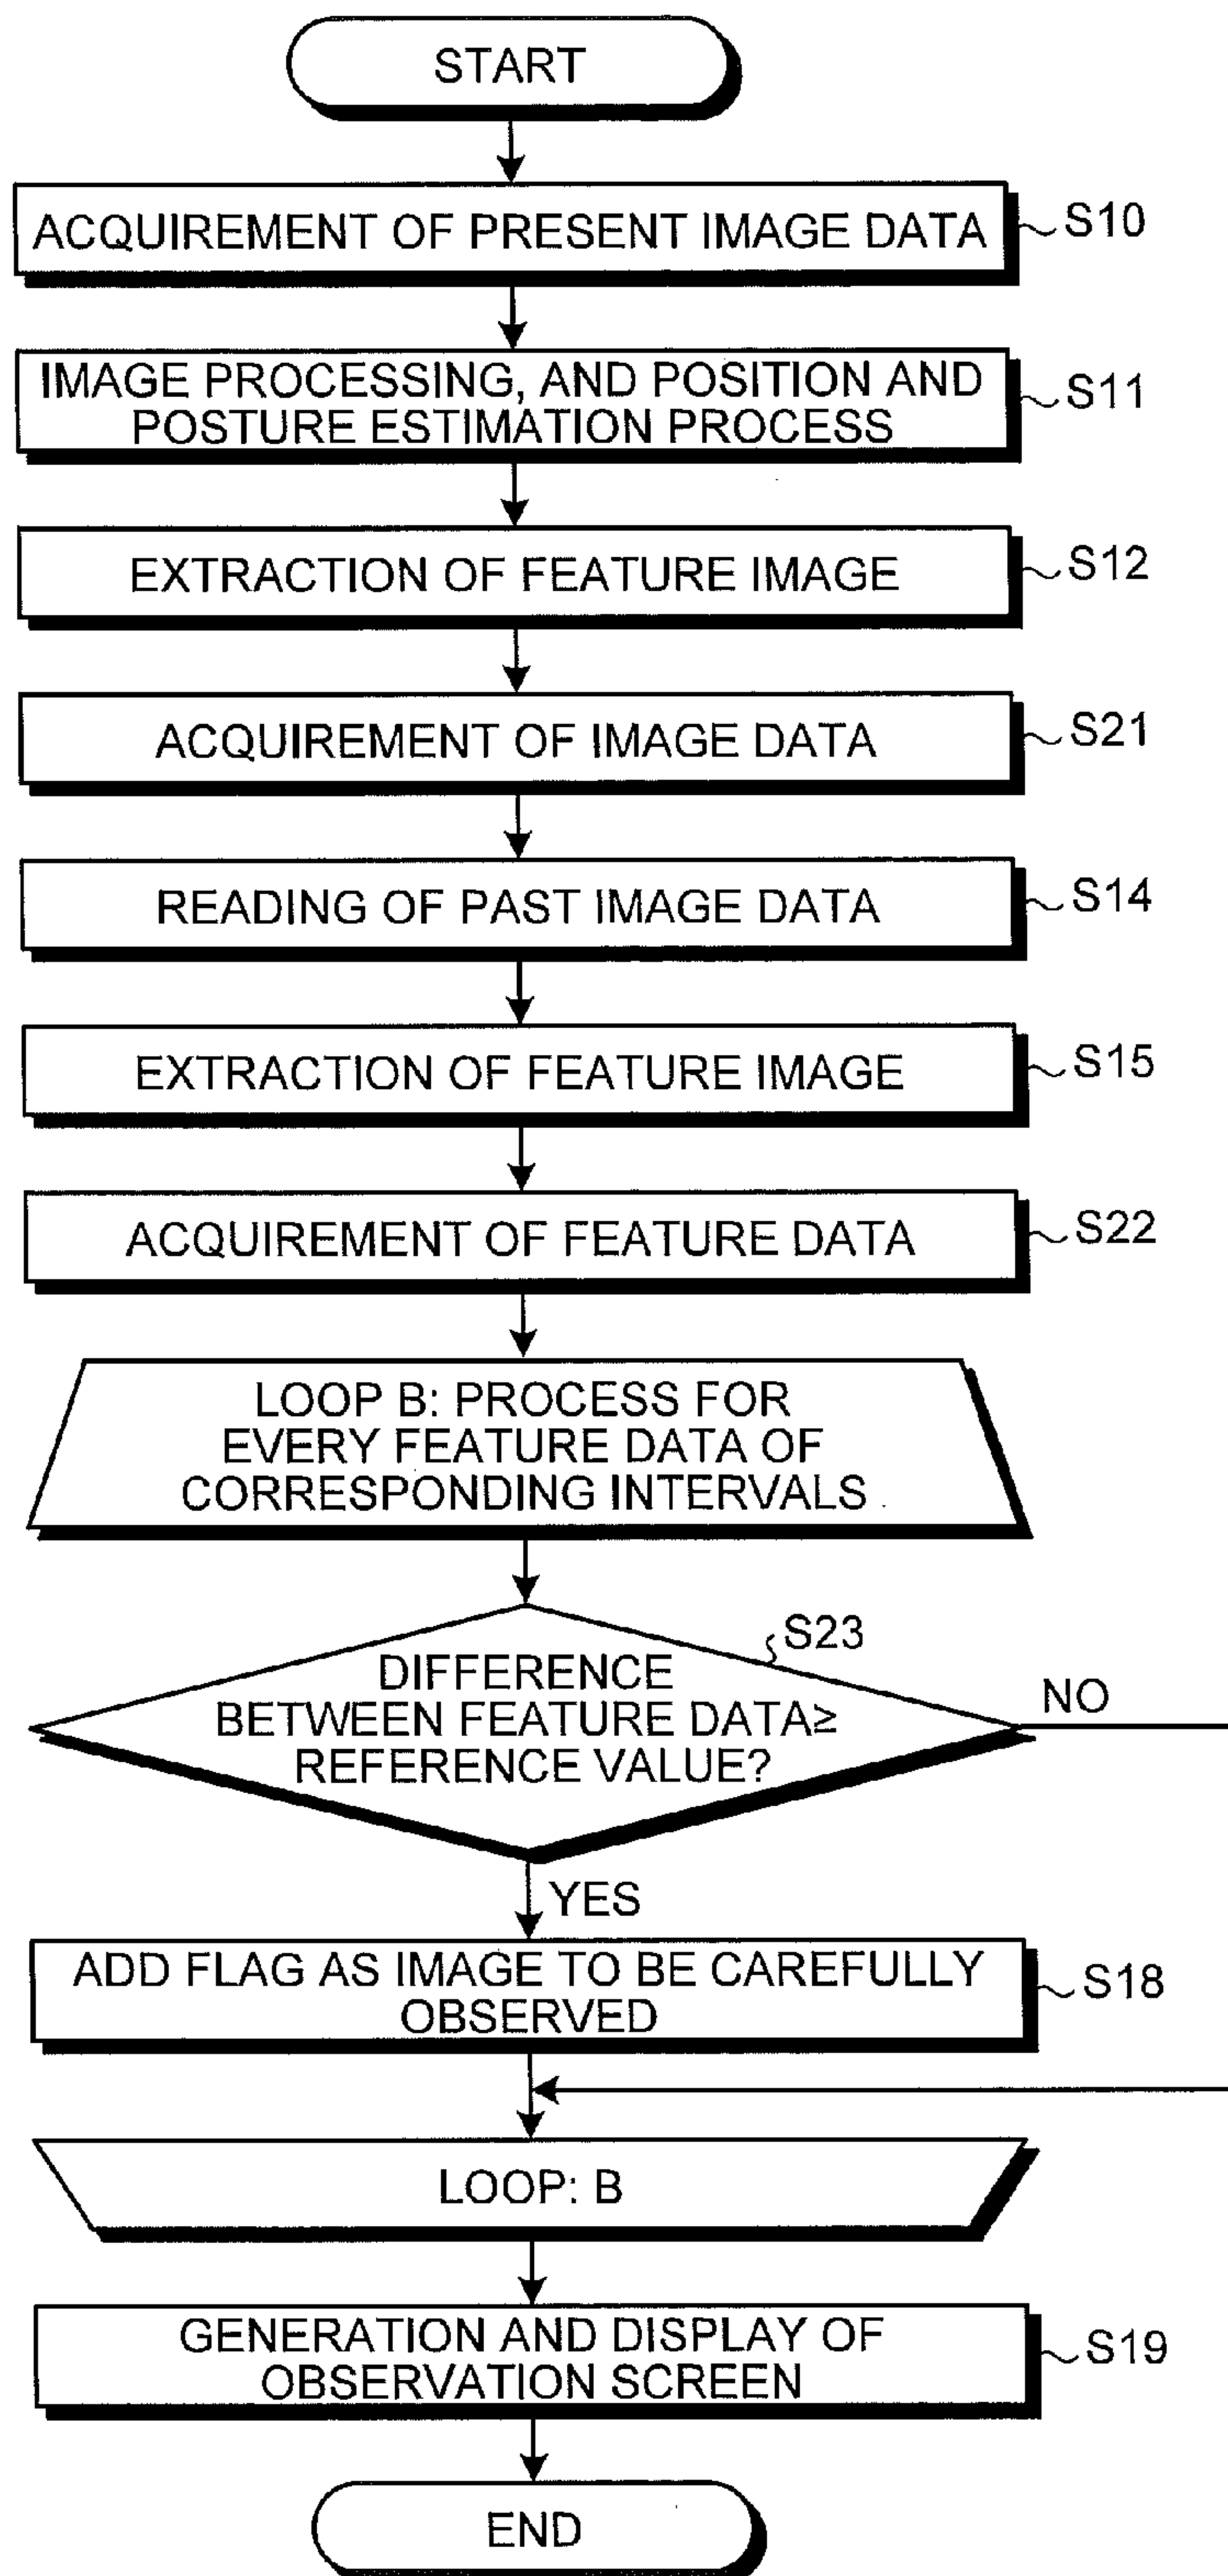 START
ACQUIREMENT OF PRESENT IMAGE DATA
S10
IMAGE PROCESSING, AND POSITION AND
POSTURE ESTIMATION PROCESS
S11
EXTRACTION OF FEATURE IMAGE
S12
ACQUIREMENT OF IMAGE DATA
S21
READING OF PAST IMAGE DATA
S14
EXTRACTION OF FEATURE IMAGE
S15
ACQUIREMENT OF FEATURE DATA
S22
LOOP B: PROCESS FOR
EVERY FEATURE DATA OF
CORRESPONDING INTERVALS
S23
DIFFERENCE
BETWEEN FEATURE DATA≥
REFERENCE VALUE?
NO
YES
ADD FLAG AS IMAGE TO BE CAREFULLY
OBSERVED
S18
LOOP: B
GENERATION AND DISPLAY OF
OBSERVATION SCREEN
S19
END